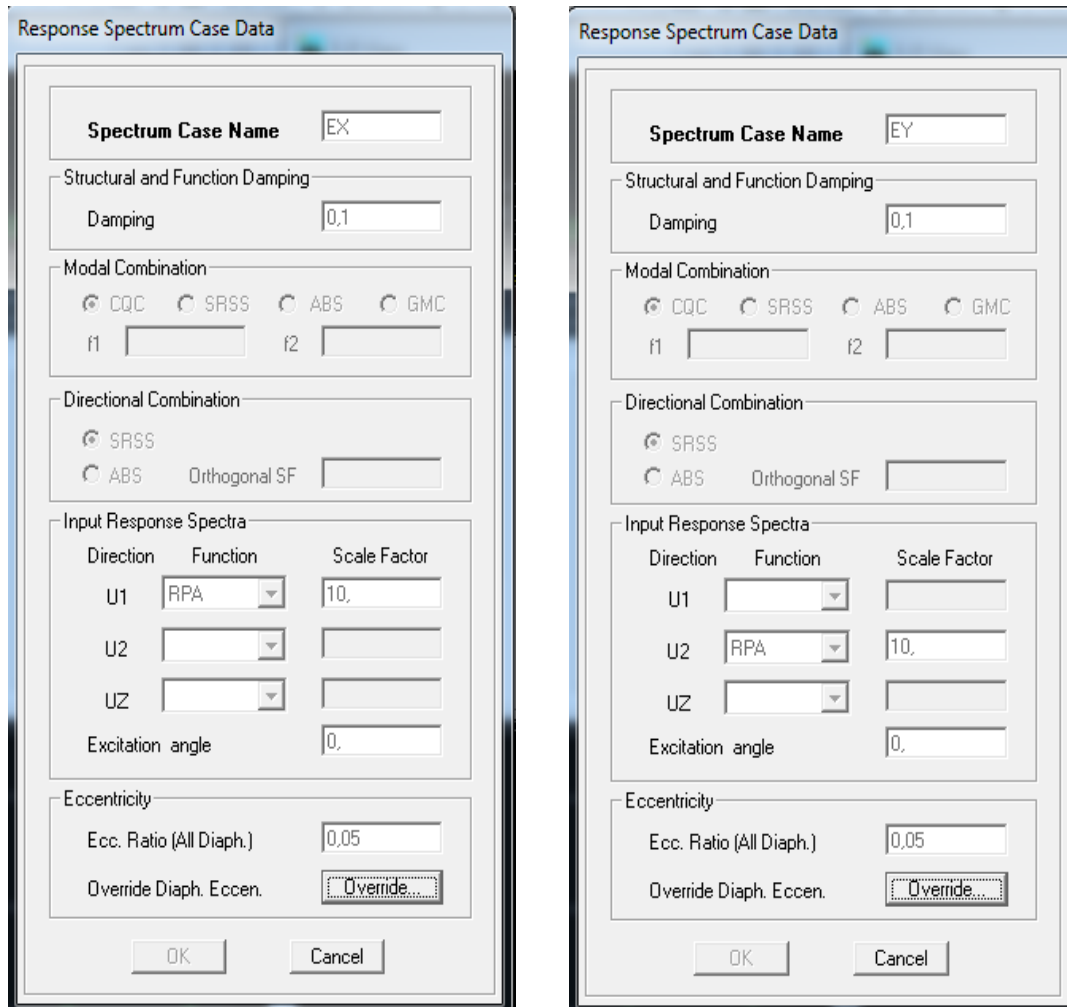 Response Spectrum Case Data
Spectrum Case Name EX
Structural and Function Damping
Damping 0,1
Modal Combination
CQC SRSS ABS GMC
f1 f2
Directional Combination
SRSS
ABS Orthogonal SF
Input Response Spectra
Direction Function Scale Factor
U1 RPA 10,
U2
UZ
Excitation angle 0,
Eccentricity
Ecc. Ratio (All Diaph.) 0,05
Override Diaph. Eccen. Override...
OK Cancel
Response Spectrum Case Data
Spectrum Case Name EY
Structural and Function Damping
Damping 0,1
Modal Combination
CQC SRSS ABS GMC
f1 f2
Directional Combination
SRSS
ABS Orthogonal SF
Input Response Spectra
Direction Function Scale Factor
U1
U2 RPA 10,
UZ
Excitation angle 0,
Eccentricity
Ecc. Ratio (All Diaph.) 0,05
Override Diaph. Eccen. Override...
OK Cancel